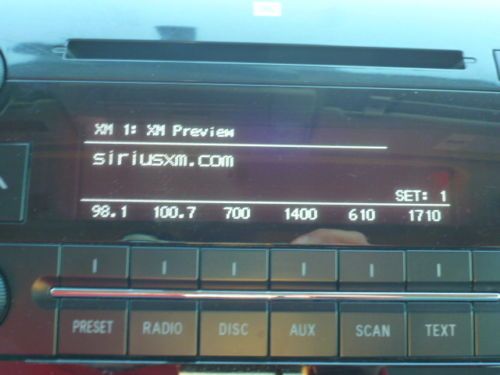 XM 1: XM Preview
siriusxm.com
SET: 1
98.1 100.7 700 1400 610 1710
PRESET RADIO DISC AUX SCAN TEXT